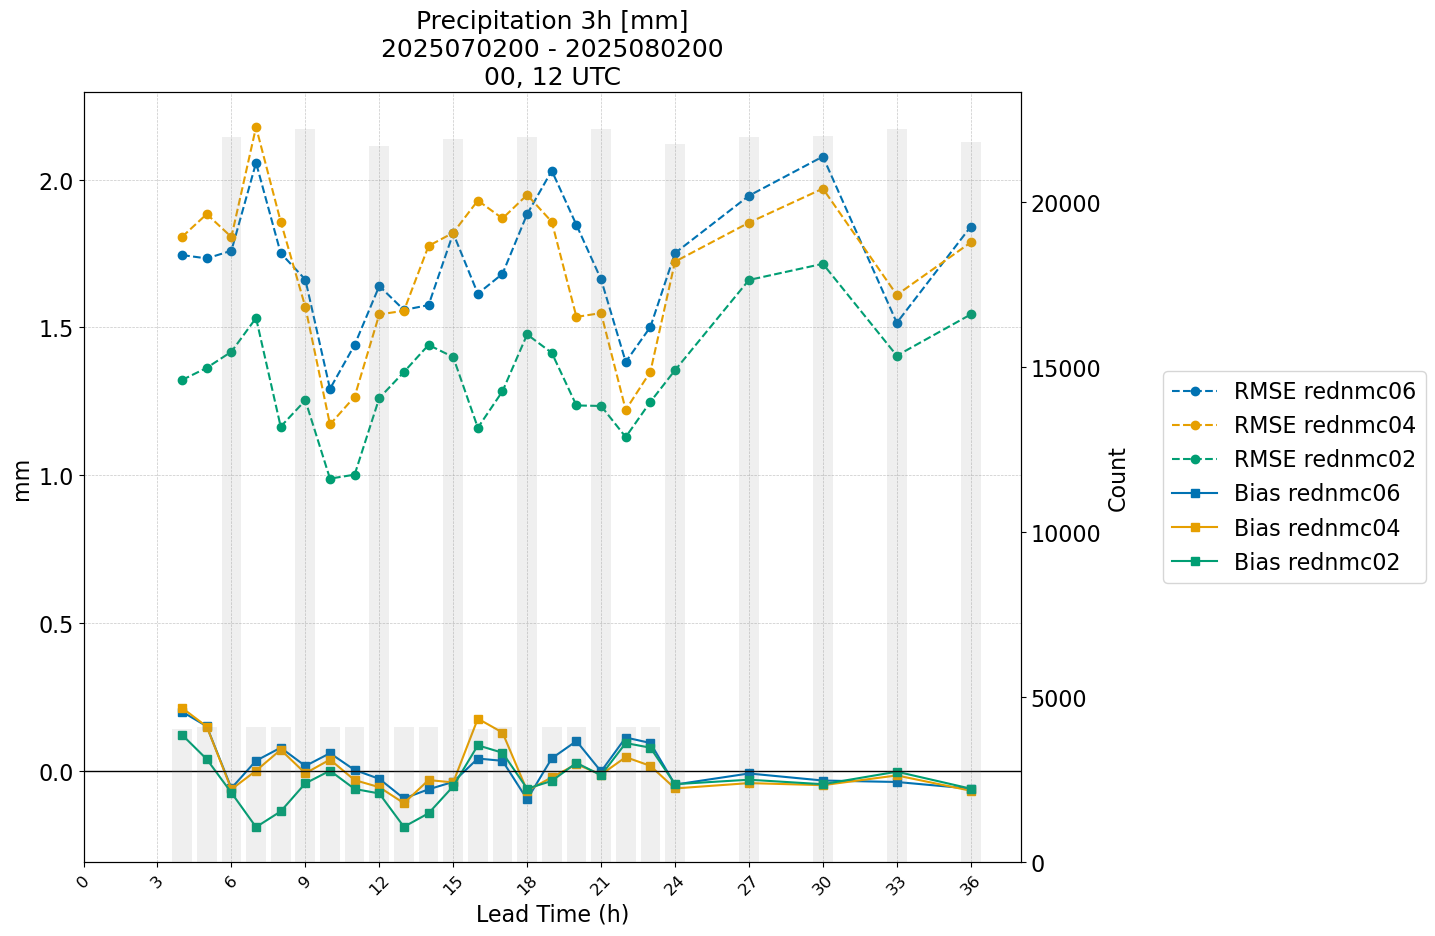 Precipitation 3h [mm]
2025070200 - 2025080200
00, 12 UTC
mm
2.0
1.5
1.0
0.5
0.0
0
3
6
9
12
15
18
21
24
27
30
33
36
Lead Time (h)
20000
15000
10000
5000
0
Count
RMSE rednmc06
RMSE rednmc04
RMSE rednmc02
Bias rednmc06
Bias rednmc04
Bias rednmc02